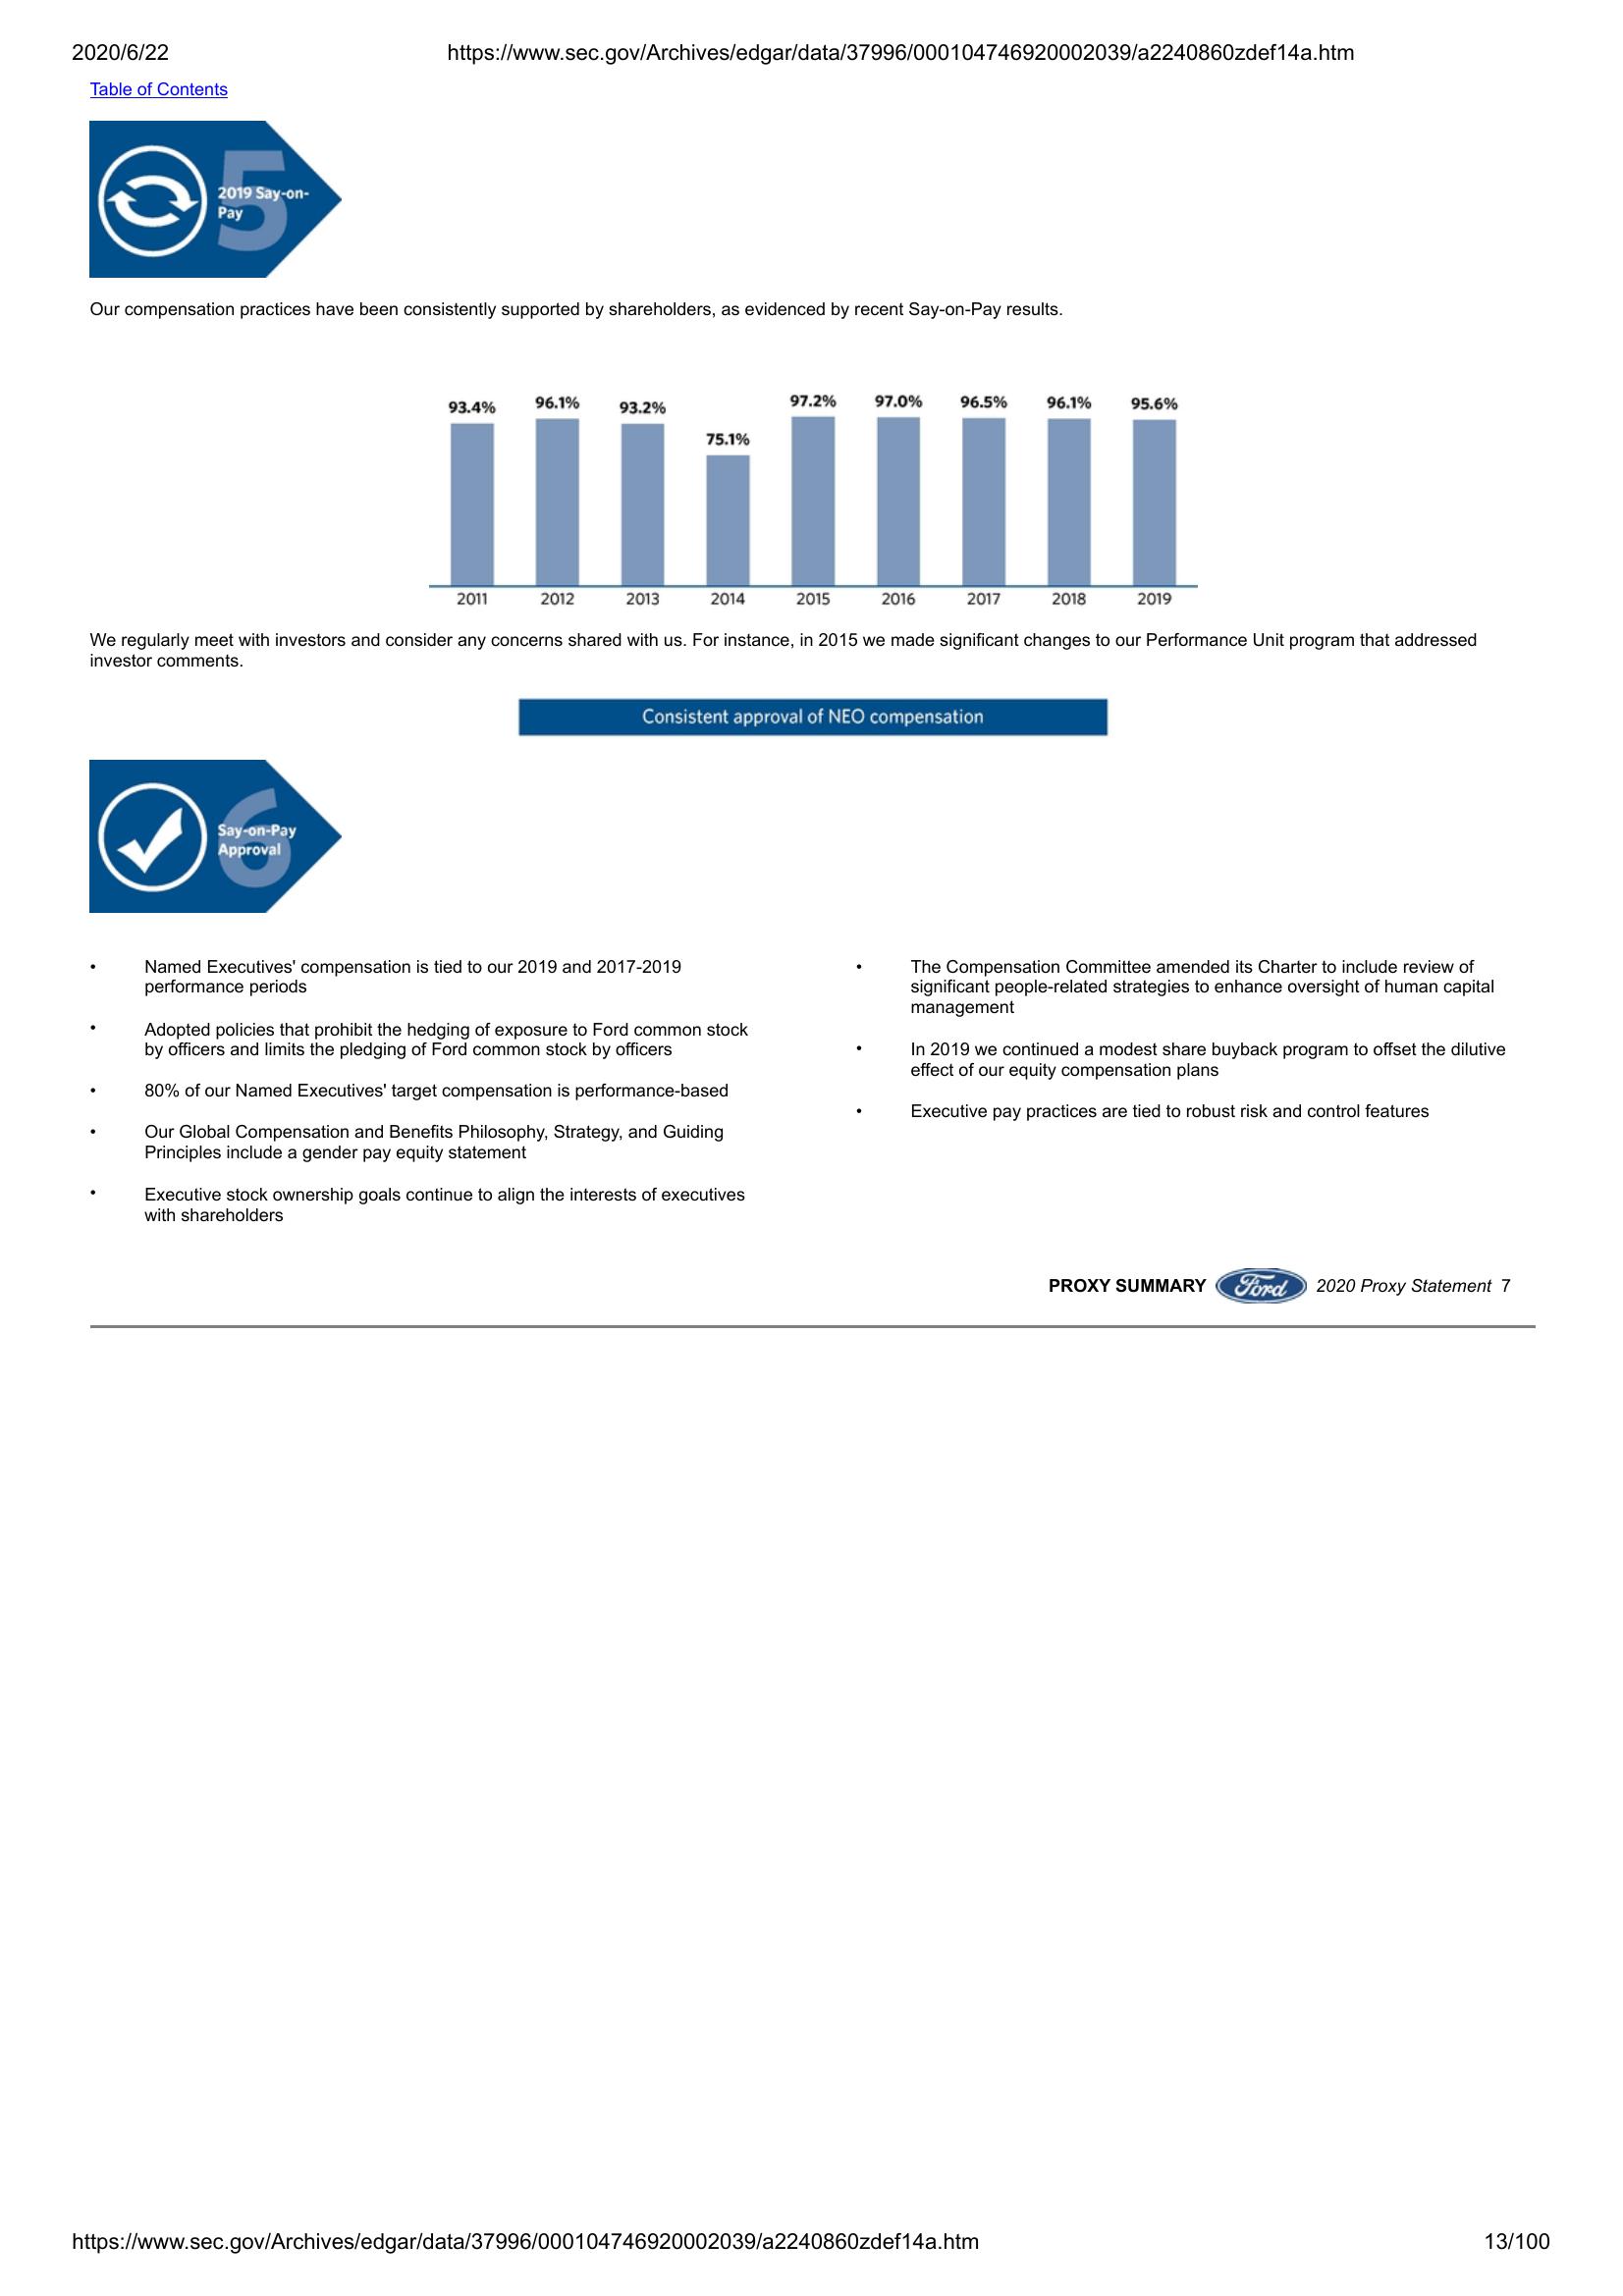 2020/6/22
https://www.sec.gov/Archives/edgar/data/37996/000104746920002039/a2240860zdef14a.htm
Table of Contents
5
2019 Say-on-
Pay
Our compensation practices have been consistently supported by shareholders, as evidenced by recent Say-on-Pay results.
93.4% 96.1% 93.2% 75.1% 97.2% 97.0% 96.5% 96.1% 95.6%
2011 2012 2013 2014 2015 2016 2017 2018 2019
We regularly meet with investors and consider any concerns shared with us. For instance, in 2015 we made significant changes to our Performance Unit program that addressed
investor comments.
Consistent approval of NEO compensation
6
Say-on-Pay
Approval
• Named Executives' compensation is tied to our 2019 and 2017-2019
performance periods
• Adopted policies that prohibit the hedging of exposure to Ford common stock
by officers and limits the pledging of Ford common stock by officers
• 80% of our Named Executives' target compensation is performance-based
• Our Global Compensation and Benefits Philosophy, Strategy, and Guiding
Principles include a gender pay equity statement
• Executive stock ownership goals continue to align the interests of executives
with shareholders
• The Compensation Committee amended its Charter to include review of
significant people-related strategies to enhance oversight of human capital
management
• In 2019 we continued a modest share buyback program to offset the dilutive
effect of our equity compensation plans
• Executive pay practices are tied to robust risk and control features
PROXY SUMMARY Ford 2020 Proxy Statement 7
https://www.sec.gov/Archives/edgar/data/37996/000104746920002039/a2240860zdef14a.htm
13/100